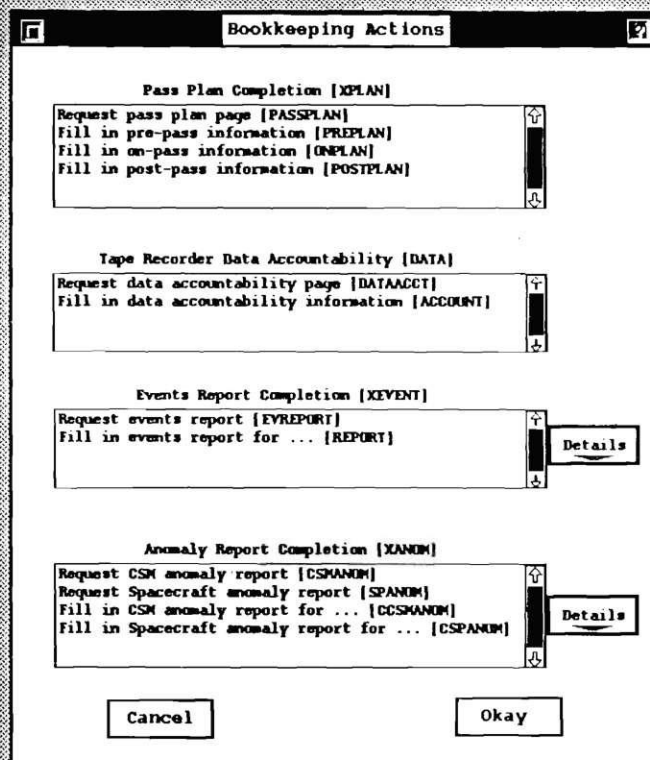 Bookkeeping Actions
Pass Plan Completion [XPLAN]
Request pass plan page [PASSPLAN]
Fill in pre-pass information [PREPLAN]
Fill in on-pass information [ONPLAN]
Fill in post-pass information [POSTPLAN]
Tape Recorder Data Accountability [DATA]
Request data accountability page [DATAACCT]
Fill in data accountability information [ACCOUNT]
Events Report Completion [XEVENT]
Request events report [EVREPORT]
Fill in events report for ... [REPORT]
Details
Anomaly Report Completion [XANOM]
Request CSM anomaly report [CSMANOM]
Request Spacecraft anomaly report [SPANOM]
Fill in CSM anomaly report for ... [CCSMANOM]
Fill in Spacecraft anomaly report for ... [CSPANOM]
Details
Cancel
Okay